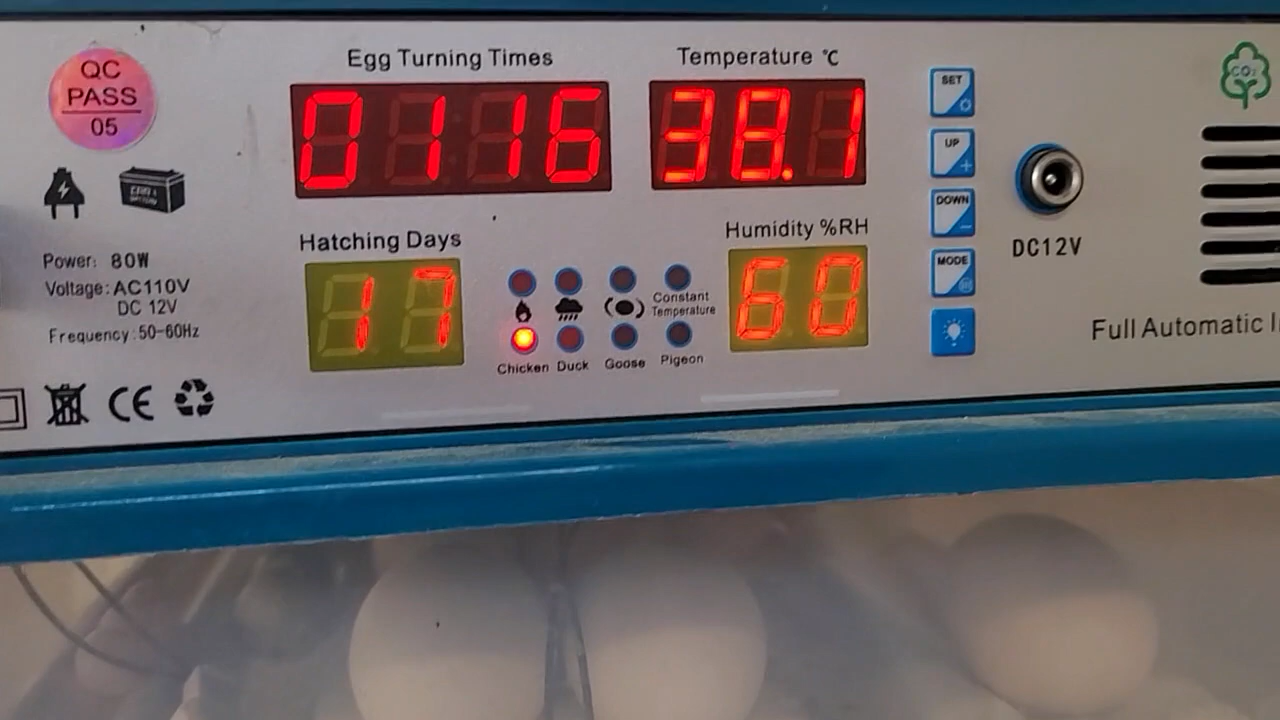 QC
PASS
05
Egg Turning Times
0116
Temperature ℃
38.1
Power: 80W
Voltage: AC110V
DC 12V
Frequency: 50-60Hz
CE
Hatching Days
17
Constant
Temperature
Chicken
Duck
Goose
Pigeon
Humidity %RH
60
SET
UP
+
DOWN
-
MODE
DC12V
CO₂
Full Automatic I